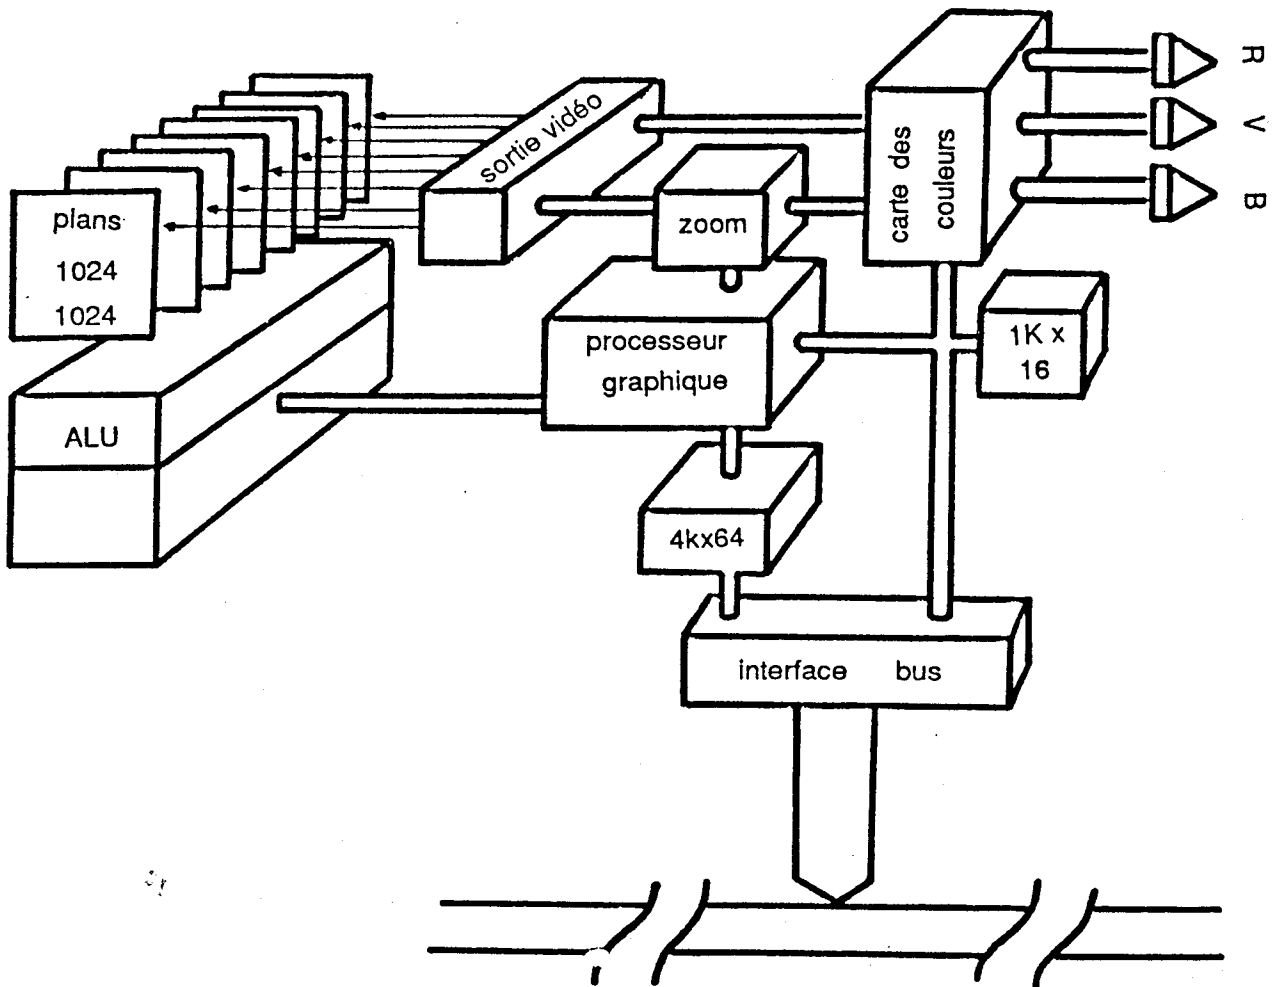 R
V
B
carte des
couleurs
sortie vidéo
zoom
plans
1024
1024
1K x
16
processeur
graphique
ALU
4kx64
interface bus